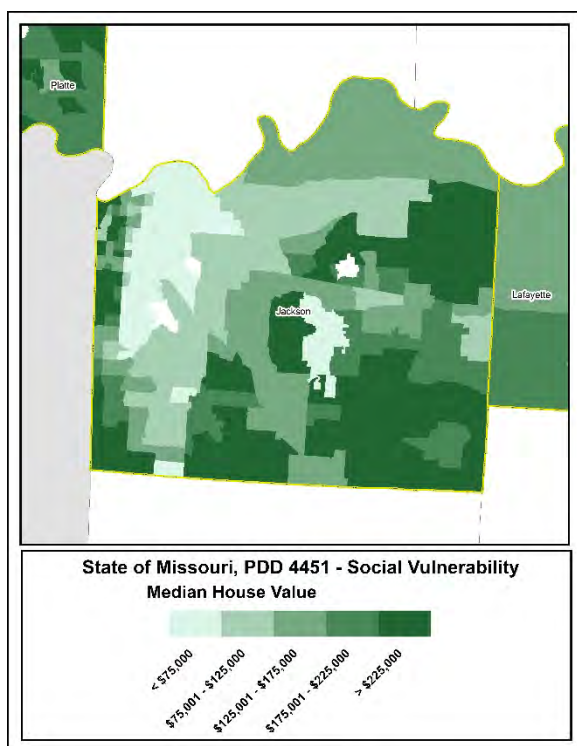 Platte
Lafayette
Jackson
State of Missouri, PDD 4451 - Social Vulnerability
Median House Value
< $75,000
$75,001 - $125,000
$125,001 - $175,000
$175,001 - $225,000
> $225,000